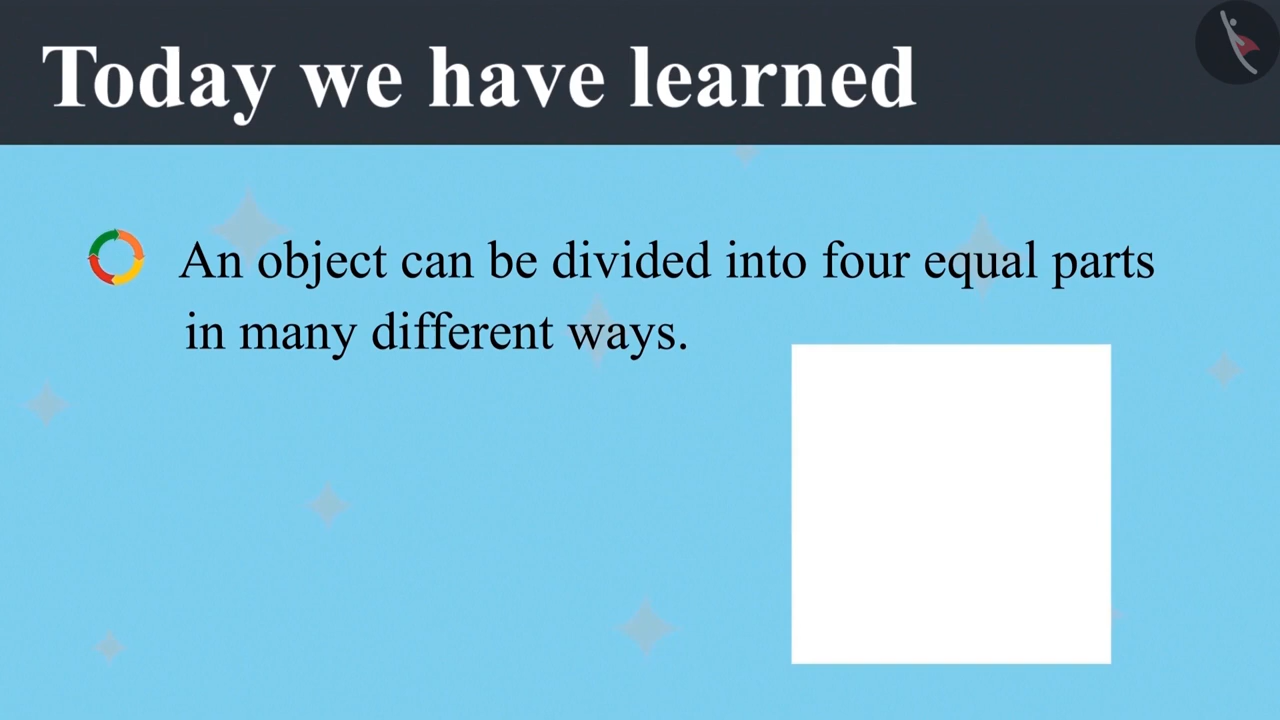 Today we have learned
An object can be divided into four equal parts
in many different ways.